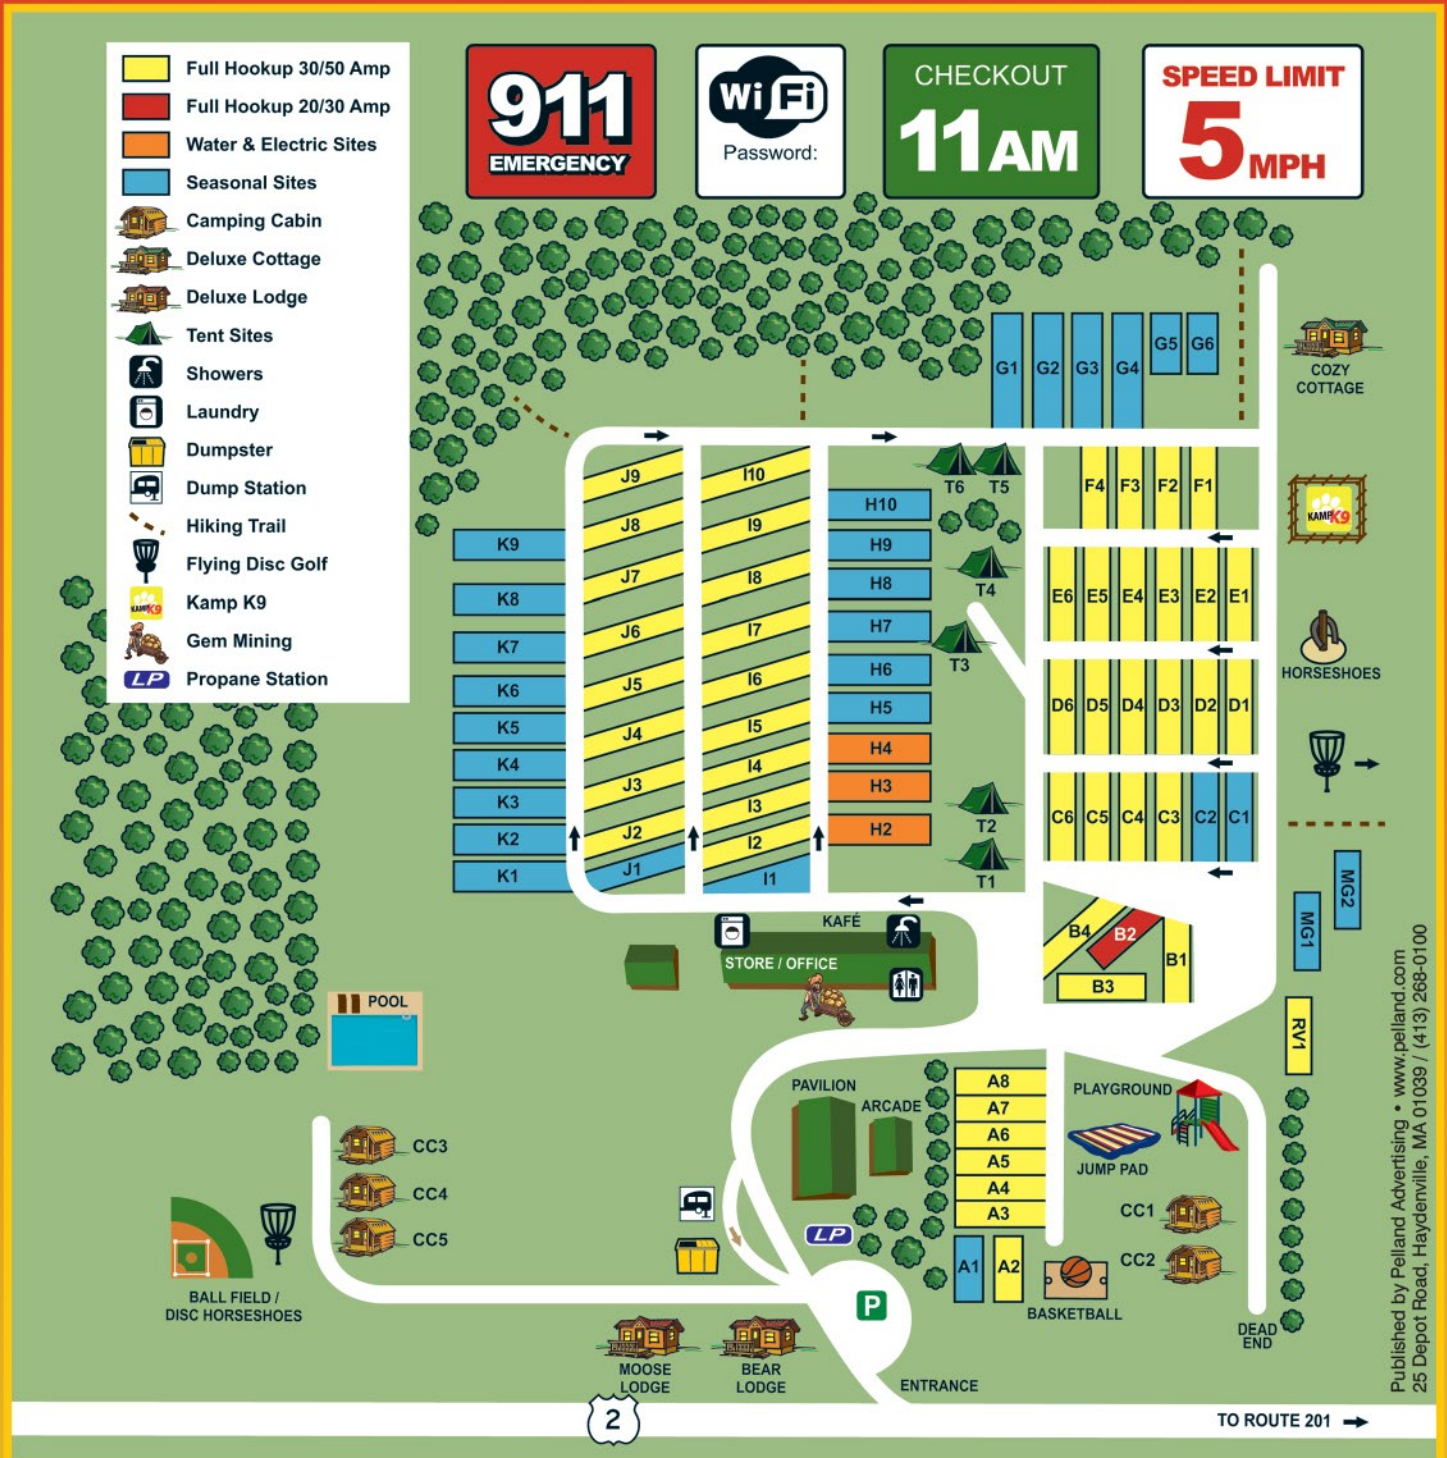 Full Hookup 30/50 Amp
Full Hookup 20/30 Amp
Water & Electric Sites
Seasonal Sites
Camping Cabin
Deluxe Cottage
Deluxe Lodge
Tent Sites
Showers
Laundry
Dumpster
Dump Station
Hiking Trail
Flying Disc Golf
KAMP K9
Kamp K9
Gem Mining
LP
Propane Station
911
EMERGENCY
WiFi
Password:
CHECKOUT
11 AM
SPEED LIMIT
5 MPH
G1
G2
G3
G4
G5
G6
COZY
COTTAGE
J9
J8
J7
J6
J5
J4
J3
J2
J1
I10
I9
I8
I7
I6
I5
I4
I3
I2
I1
H10
H9
H8
H7
H6
H5
H4
H3
H2
T6
T5
T4
T3
T2
T1
F4
F3
F2
F1
KAMP K9
K9
K8
K7
K6
K5
K4
K3
K2
K1
E6
E5
E4
E3
E2
E1
HORSESHOES
D6
D5
D4
D3
D2
D1
C6
C5
C4
C3
C2
C1
MG2
MG1
B4
B2
B1
B3
RV1
KAFÉ
STORE / OFFICE
POOL
PAVILION
ARCADE
A8
A7
A6
A5
A4
A3
A1
A2
PLAYGROUND
JUMP PAD
CC1
CC2
BASKETBALL
DEAD
END
CC3
CC4
CC5
LP
BALL FIELD /
DISC HORSESHOES
P
MOOSE
LODGE
BEAR
LODGE
ENTRANCE
2
TO ROUTE 201
Published by Pelland Advertising • www.pelland.com
25 Depot Road, Haydenville, MA 01039 / (413) 268-0100